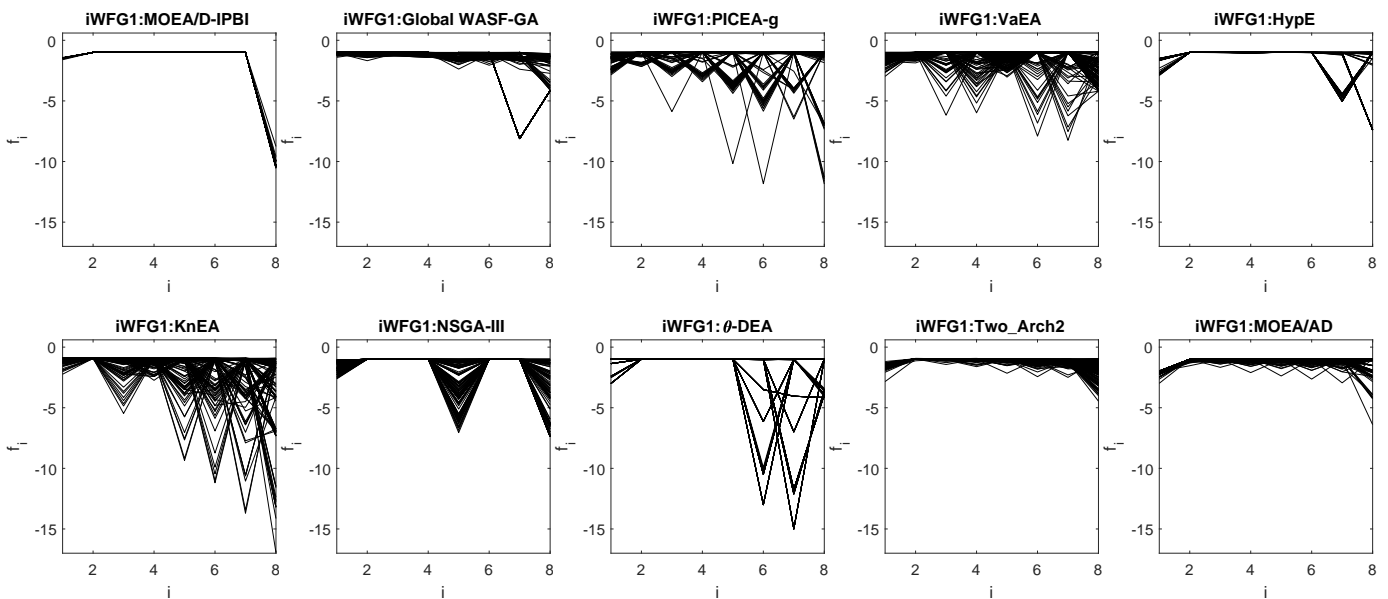 iWFG1:MOEA/D-IPBI
iWFG1:Global WASF-GA
iWFG1:PICEA-g
iWFG1:VaEA
iWFG1:HypE
0 0 0 0 0
-5 -5 -5 -5 -5
-10 -10 -10 -10 -10
-15 -15 -15 -15 -15
f_i f_i f_i f_i f_i
2 4 6 8 2 4 6 8 2 4 6 8 2 4 6 8 2 4 6 8
i i i i i
iWFG1:KnEA
iWFG1:NSGA-III
iWFG1:θ-DEA
iWFG1:Two_Arch2
iWFG1:MOEA/AD
0 0 0 0 0
-5 -5 -5 -5 -5
-10 -10 -10 -10 -10
-15 -15 -15 -15 -15
f_i f_i f_i f_i f_i
2 4 6 8 2 4 6 8 2 4 6 8 2 4 6 8 2 4 6 8
i i i i i